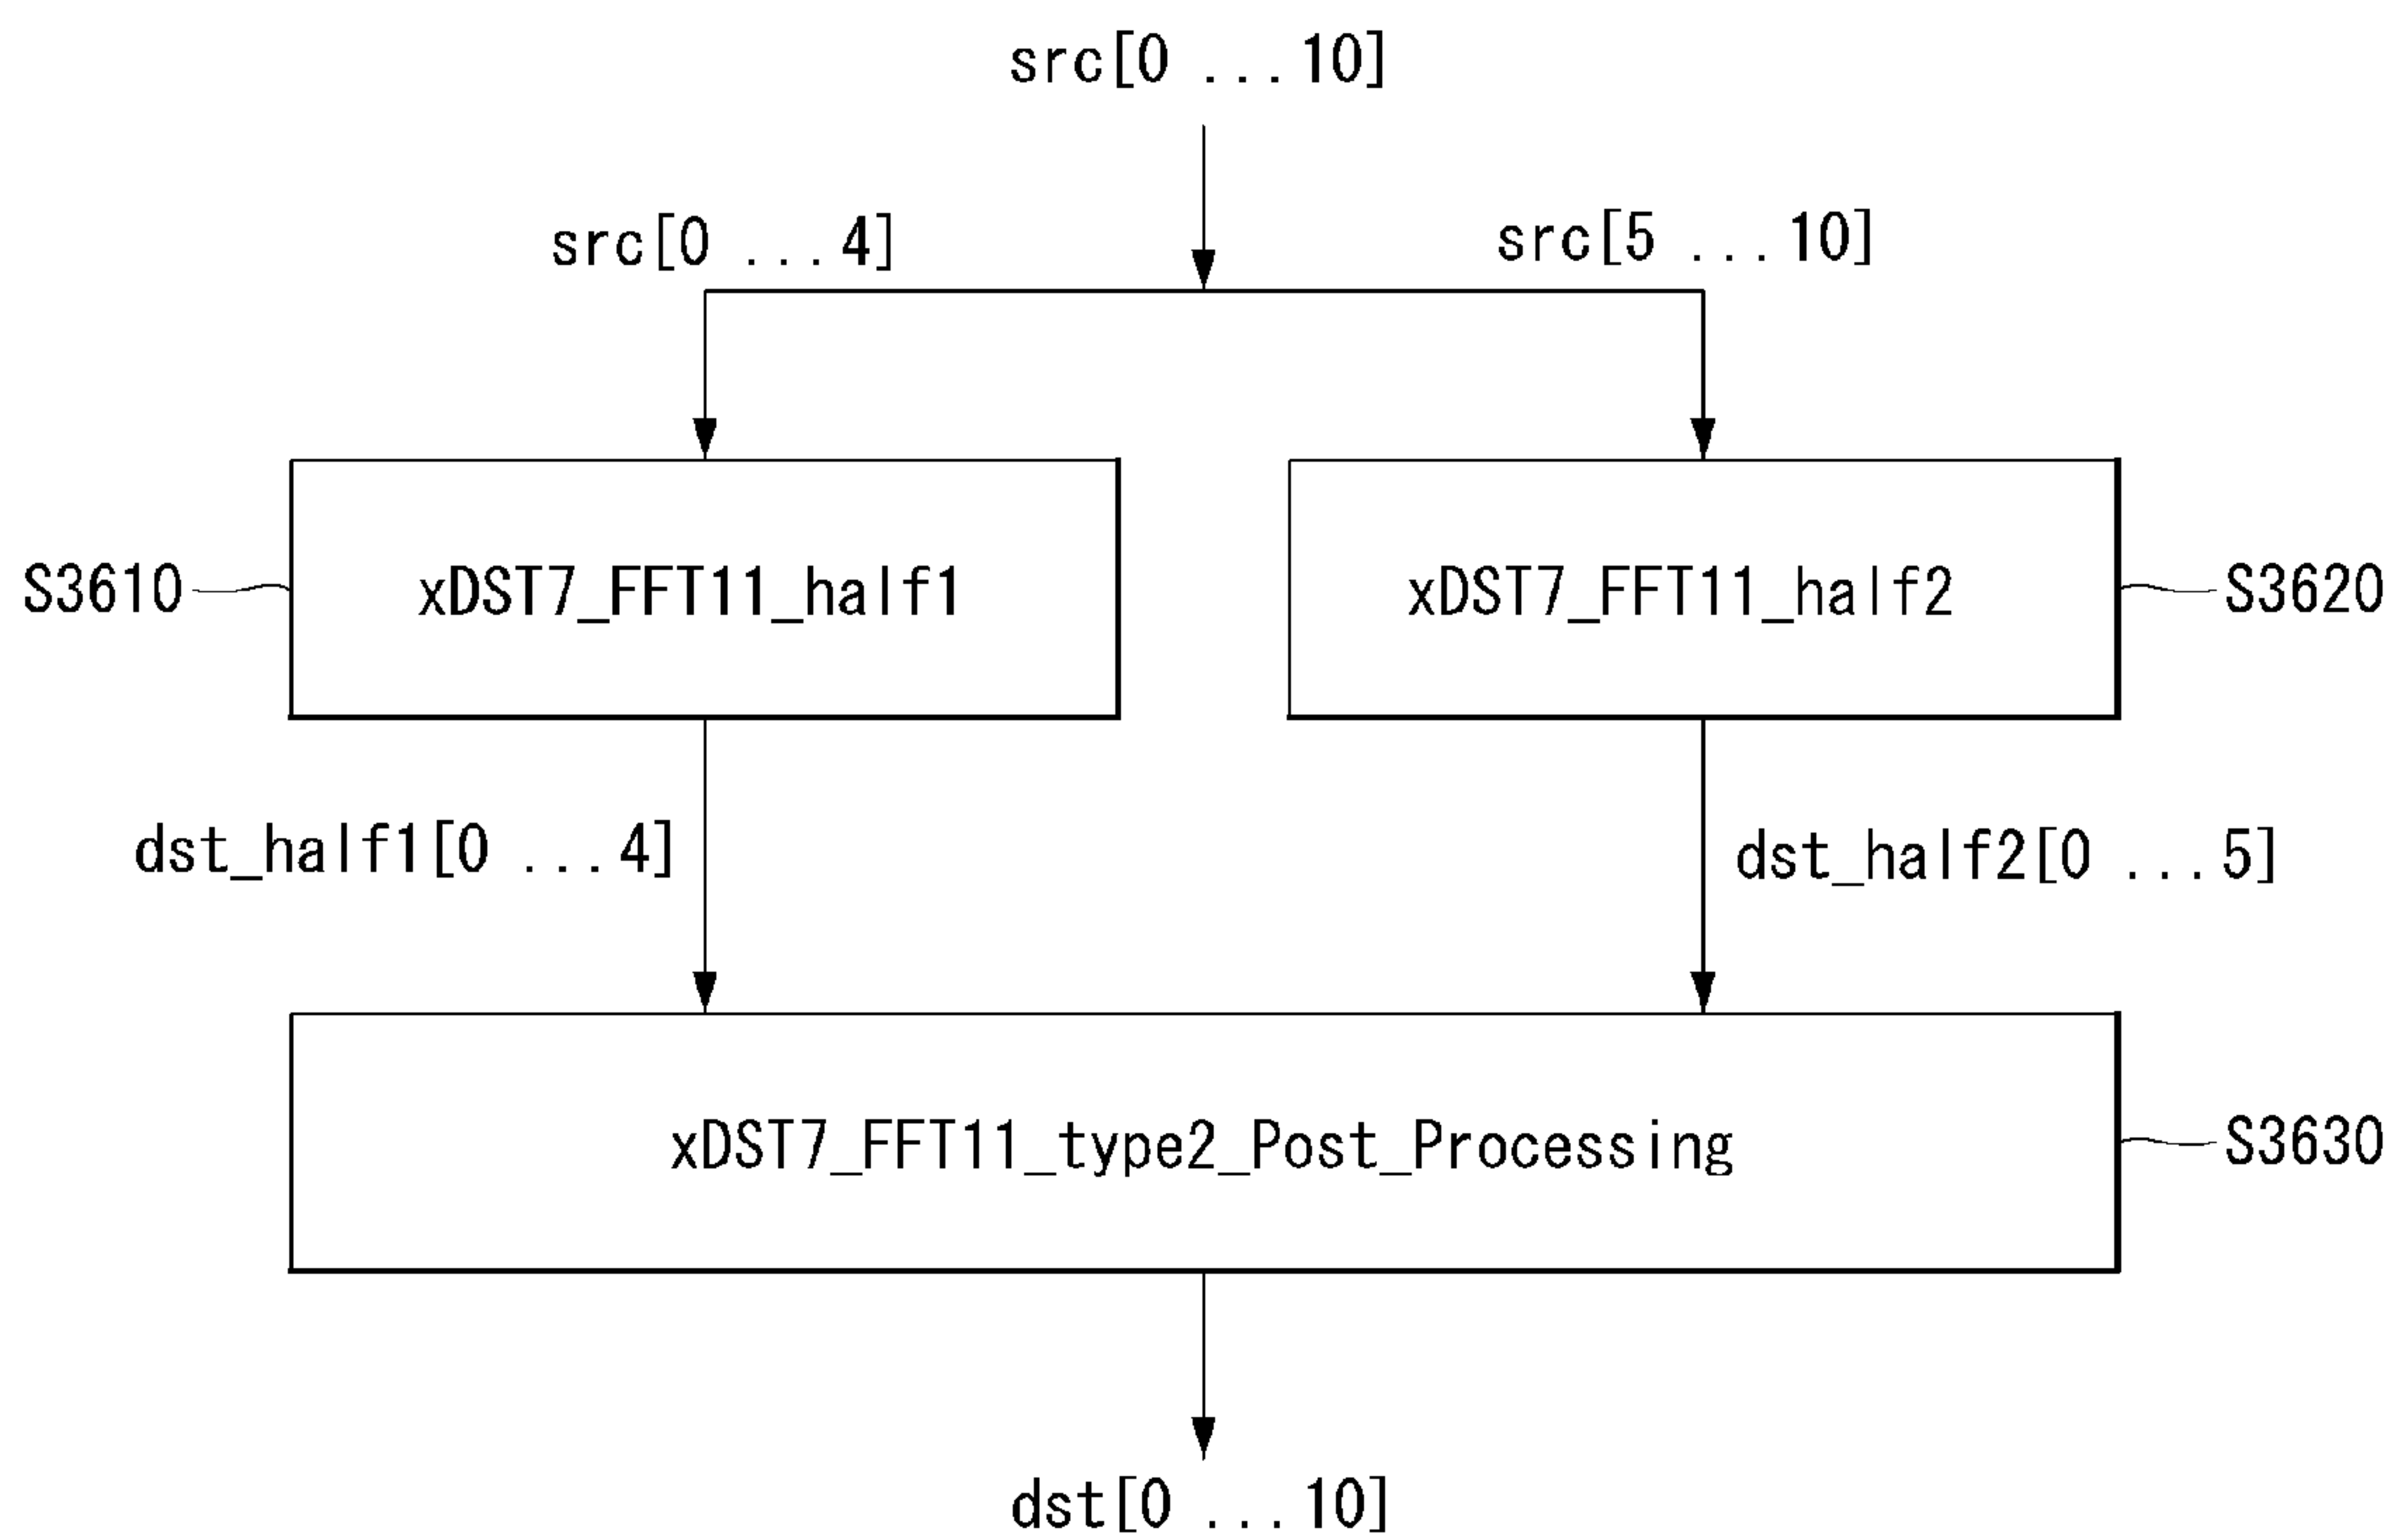 src[0 ...10]
src[0 ...4]
src[5 ...10]
S3610
xDST7_FFT11_half1
xDST7_FFT11_half2
S3620
dst_half1[0 ...4]
dst_half2[0 ...5]
xDST7_FFT11_type2_Post_Processing
S3630
dst[0 ...10]